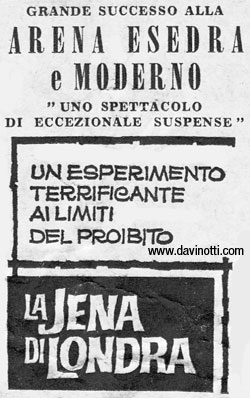 GRANDE SUCCESSO ALLA
ARENA ESEDRA
e MODERNO
" UNO SPETTACOLO
DI ECCEZIONALE SUSPENSE "
UN ESPERIMENTO
TERRIFICANTE
AI LIMITI
DEL PROIBITO
www.davinotti.com
LA JENA
DI LONDRA